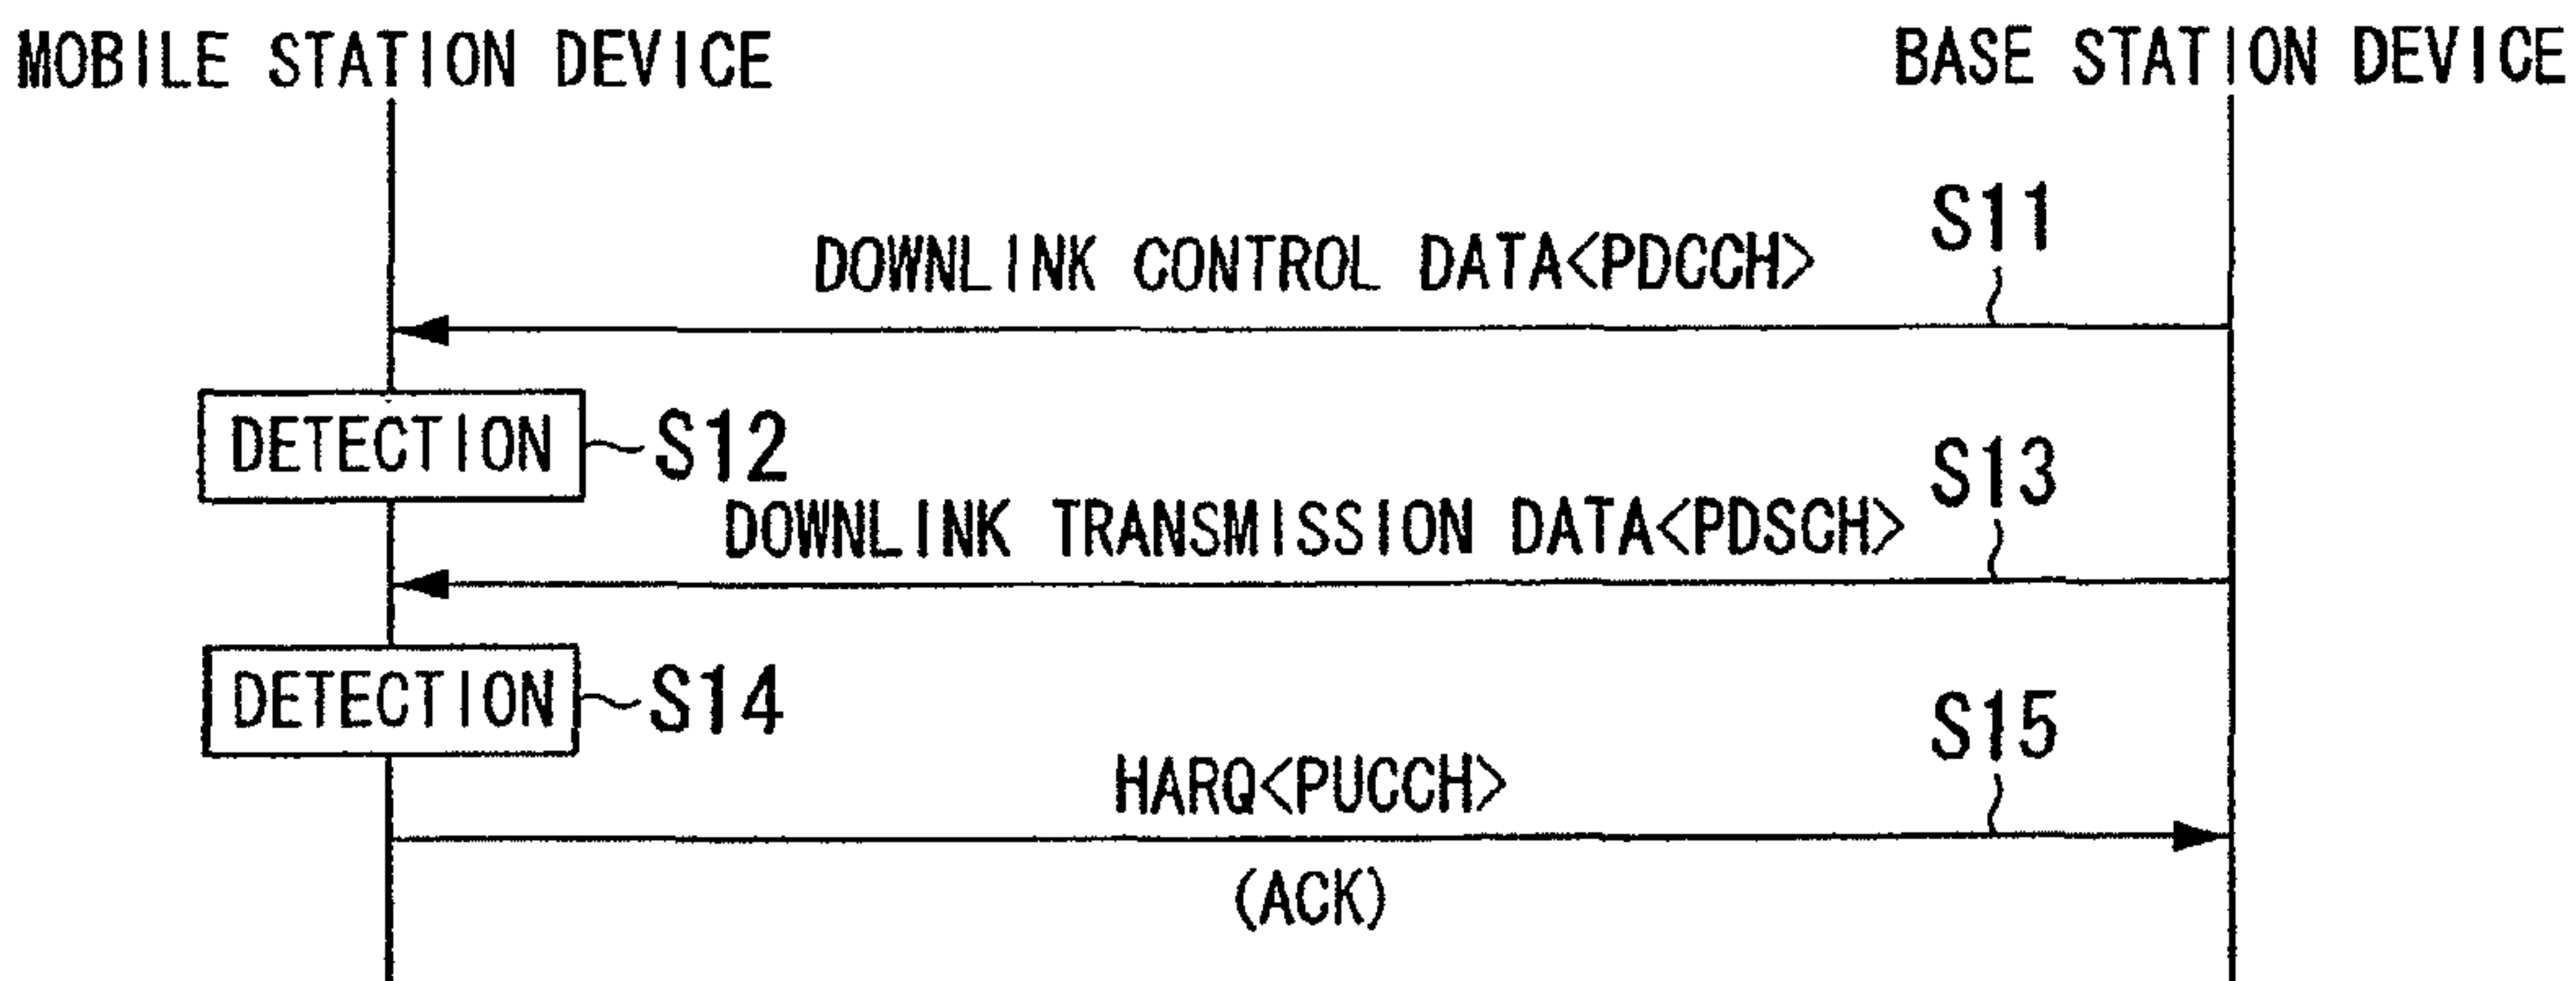 MOBILE STATION DEVICE
BASE STATION DEVICE
S11
DOWNLINK CONTROL DATA<PDCCH>
DETECTION
S12
S13
DOWNLINK TRANSMISSION DATA<PDSCH>
DETECTION
S14
S15
HARQ<PUCCH>
(ACK)